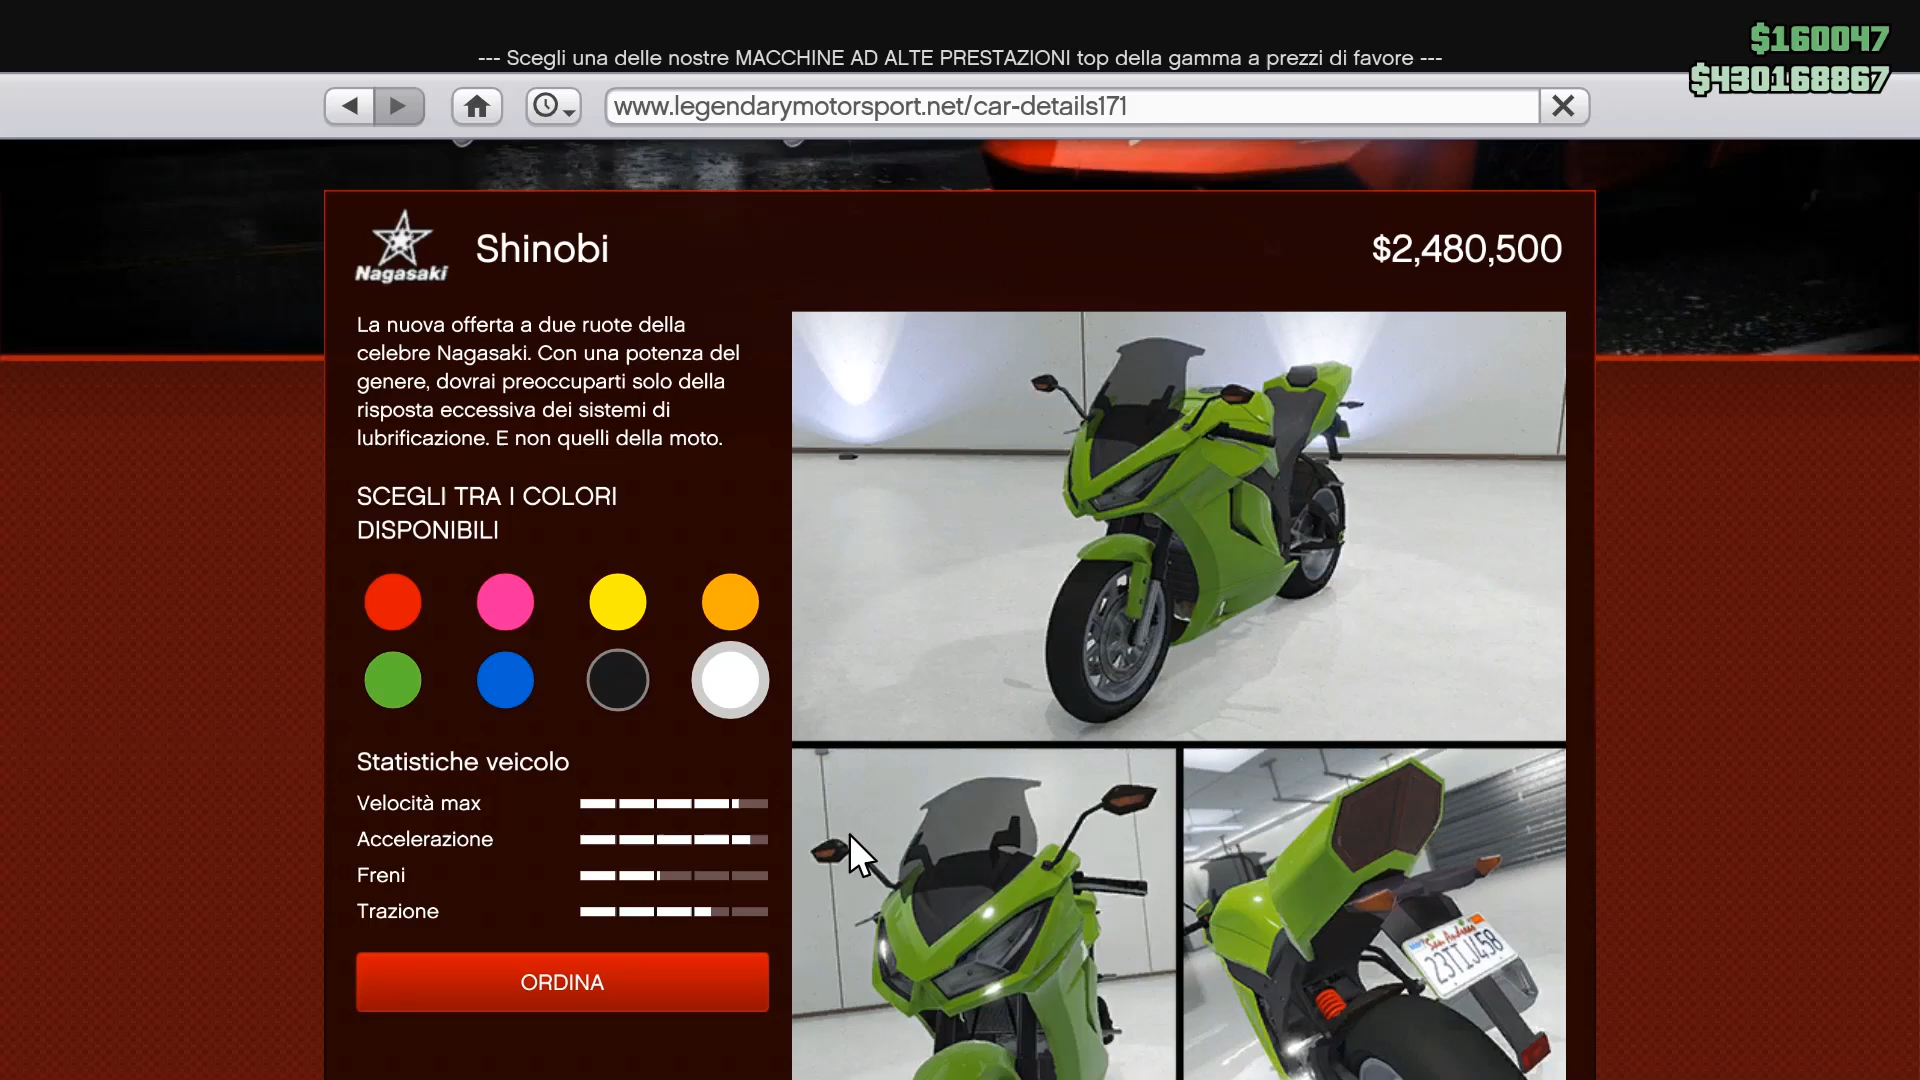 --- Scegli una delle nostre MACCHINE AD ALTE PRESTAZIONI top della gamma a prezzi di favore ---
$160047
$430168867
www.legendarymotorsport.net/car-details171
Nagasaki
Shinobi
$2,480,500
La nuova offerta a due ruote della
celebre Nagasaki. Con una potenza del
genere, dovrai preoccuparti solo della
risposta eccessiva dei sistemi di
lubrificazione. E non quelli della moto.
SCEGLI TRA I COLORI
DISPONIBILI
Statistiche veicolo
Velocità max
Accelerazione
Freni
Trazione
ORDINA
San Andreas
23TIJ458